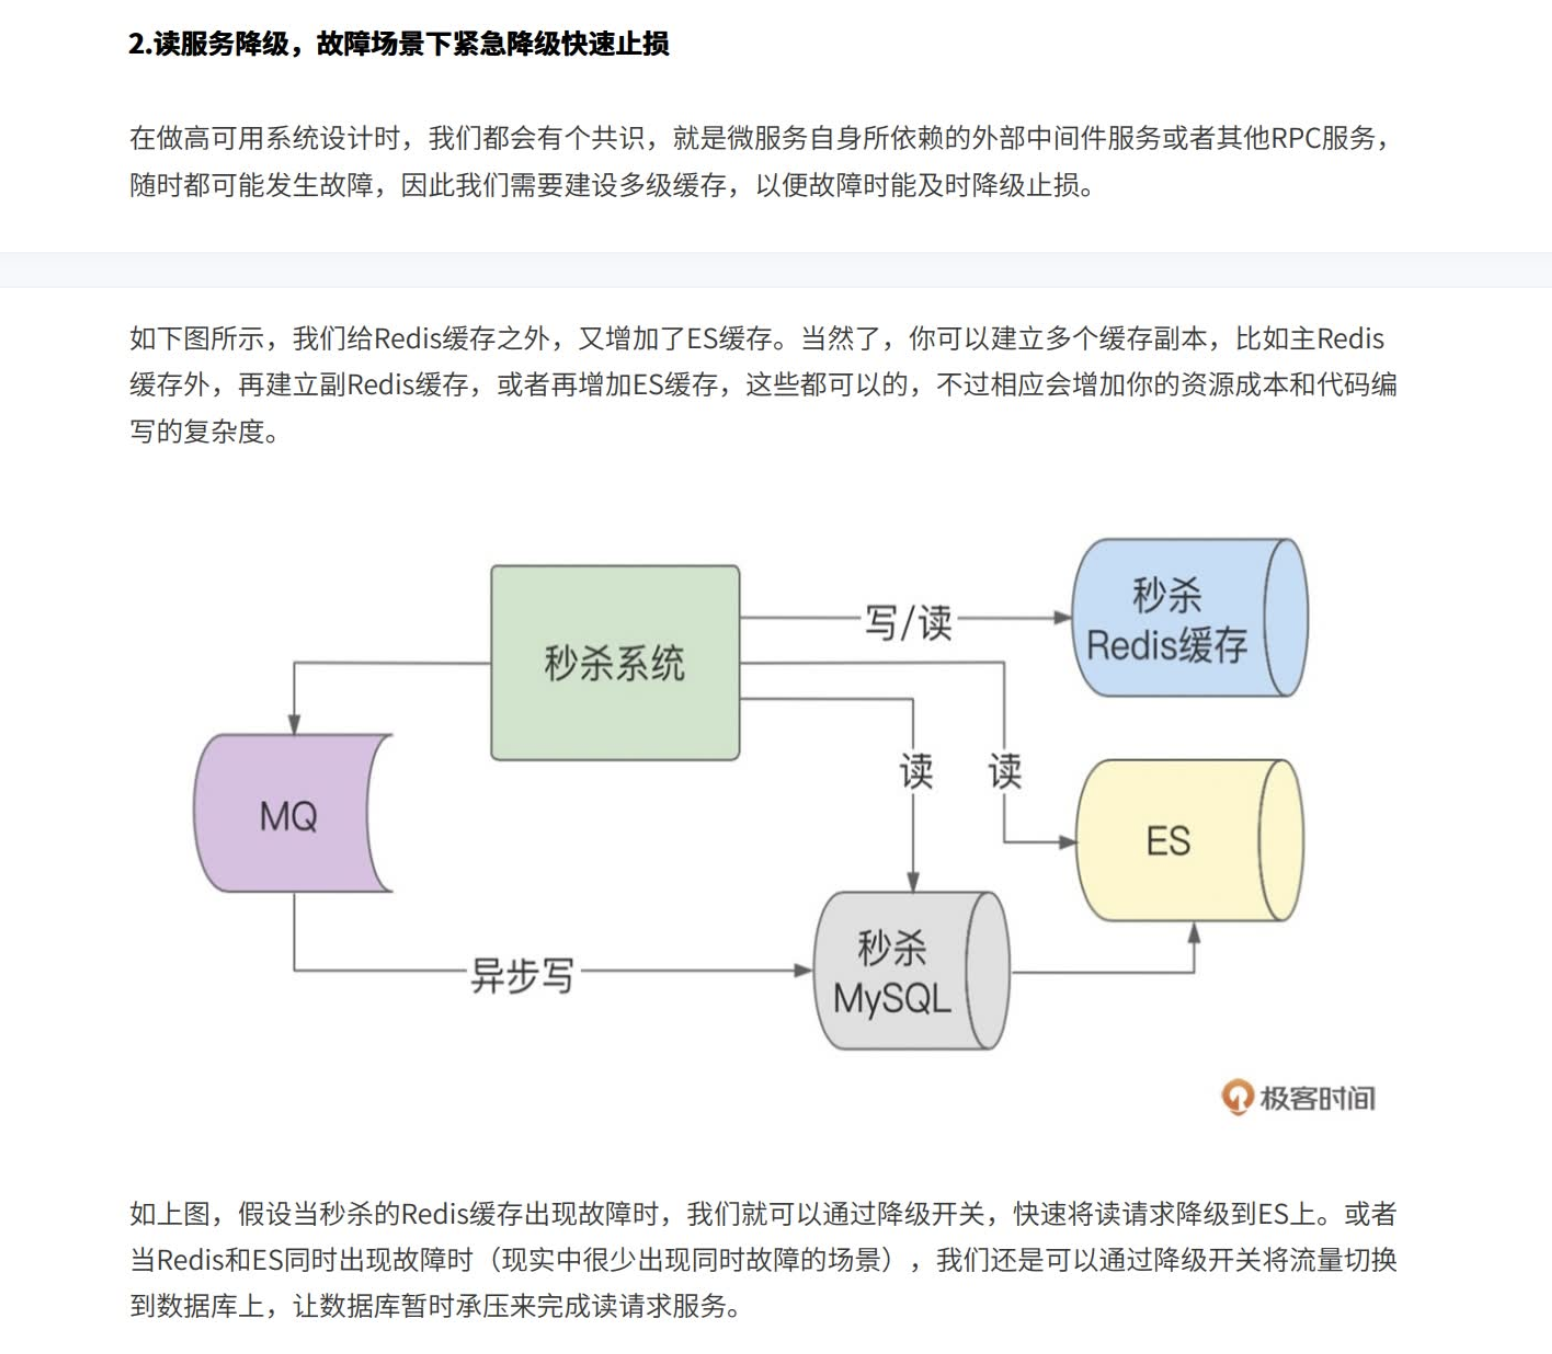 2.读服务降级，故障场景下紧急降级快速止损
在做高可用系统设计时，我们都会有个共识，就是微服务自身所依赖的外部中间件服务或者其他RPC服务，
随时都可能发生故障，因此我们需要建设多级缓存，以便故障时能及时降级止损。
如下图所示，我们给Redis缓存之外，又增加了ES缓存。当然了，你可以建立多个缓存副本，比如主Redis
缓存外，再建立副Redis缓存，或者再增加ES缓存，这些都可以的，不过相应会增加你的资源成本和代码编
写的复杂度。
秒杀系统
写/读
秒杀
Redis缓存
MQ
读
读
ES
异步写
秒杀
MySQL
极客时间
如上图，假设当秒杀的Redis缓存出现故障时，我们就可以通过降级开关，快速将读请求降级到ES上。或者
当Redis和ES同时出现故障时（现实中很少出现同时故障的场景），我们还是可以通过降级开关将流量切换
到数据库上，让数据库暂时承压来完成读请求服务。